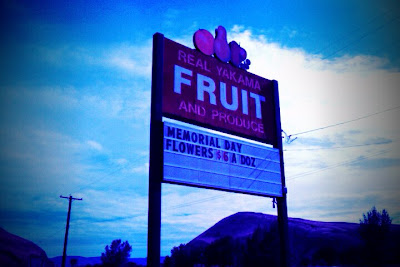 REAL YAKAMA
FRUIT
AND PRODUCE
MEMORIAL DAY
FLOWERS $6 A DOZ